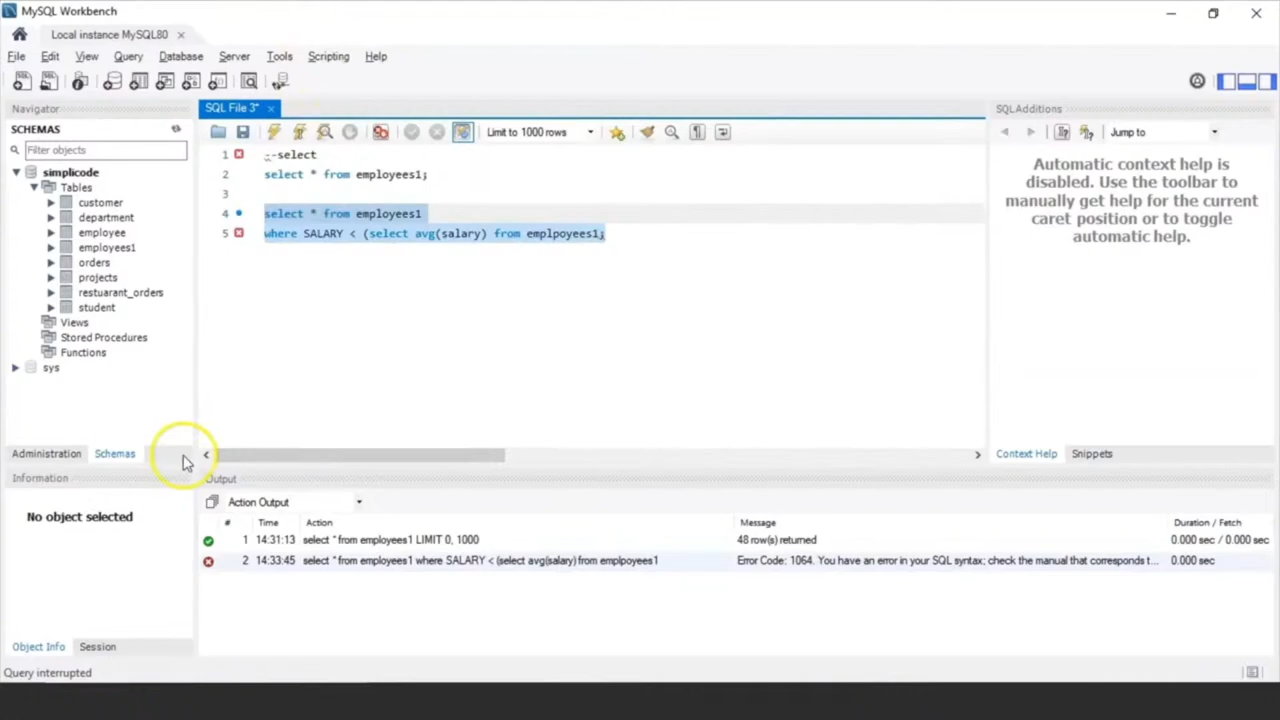 MySQL Workbench
Local instance MySQL80
File Edit View Query Database Server Tools Scripting Help
Navigator
SCHEMAS
Filter objects
simplicode
Tables
customer
department
employee
employees1
orders
projects
restuarant_orders
student
Views
Stored Procedures
Functions
sys
Administration Schemas
Information
No object selected
Object Info Session
Query interrupted
SQL File 3*
Limit to 1000 rows
1 --select
2 select * from employees1;
3
4 select * from employees1
5 where SALARY < (select avg(salary) from emplpoyees1;
Output
Action Output
# Time Action Message Duration / Fetch
1 14:31:13 select * from employees1 LIMIT 0, 1000 48 row(s) returned 0.000 sec / 0.000 sec
2 14:33:45 select * from employees1 where SALARY < (select avg(salary) from emplpoyees1 Error Code: 1064. You have an error in your SQL syntax; check the manual that corresponds t... 0.000 sec
SQLAdditions
Jump to
Automatic context help is
disabled. Use the toolbar to
manually get help for the current
caret position or to toggle
automatic help.
Context Help Snippets